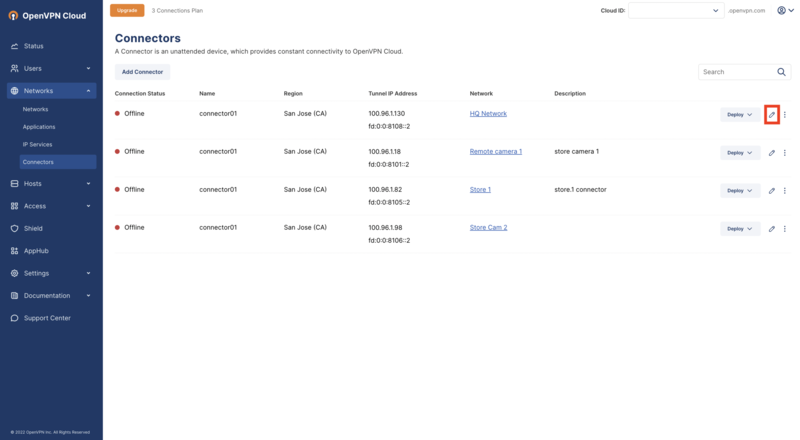 OpenVPN Cloud
Upgrade
3 Connections Plan
Cloud ID:
.openvpn.com
Status
Users
Networks
Networks
Applications
IP Services
Connectors
Hosts
Access
Shield
AppHub
Settings
Documentation
Support Center
© 2022 OpenVPN Inc. All Rights Reserved
Connectors
A Connector is an unattended device, which provides constant connectivity to OpenVPN Cloud.
Add Connector
Search
Connection Status Name Region Tunnel IP Address Network Description
Offline connector01 San Jose (CA) 100.96.1.130 HQ Network Deploy
fd:0:0:8108::2
Offline connector01 San Jose (CA) 100.96.1.18 Remote camera 1 store camera 1 Deploy
fd:0:0:8101::2
Offline connector01 San Jose (CA) 100.96.1.82 Store 1 store.1 connector Deploy
fd:0:0:8105::2
Offline connector01 San Jose (CA) 100.96.1.98 Store Cam 2 Deploy
fd:0:0:8106::2